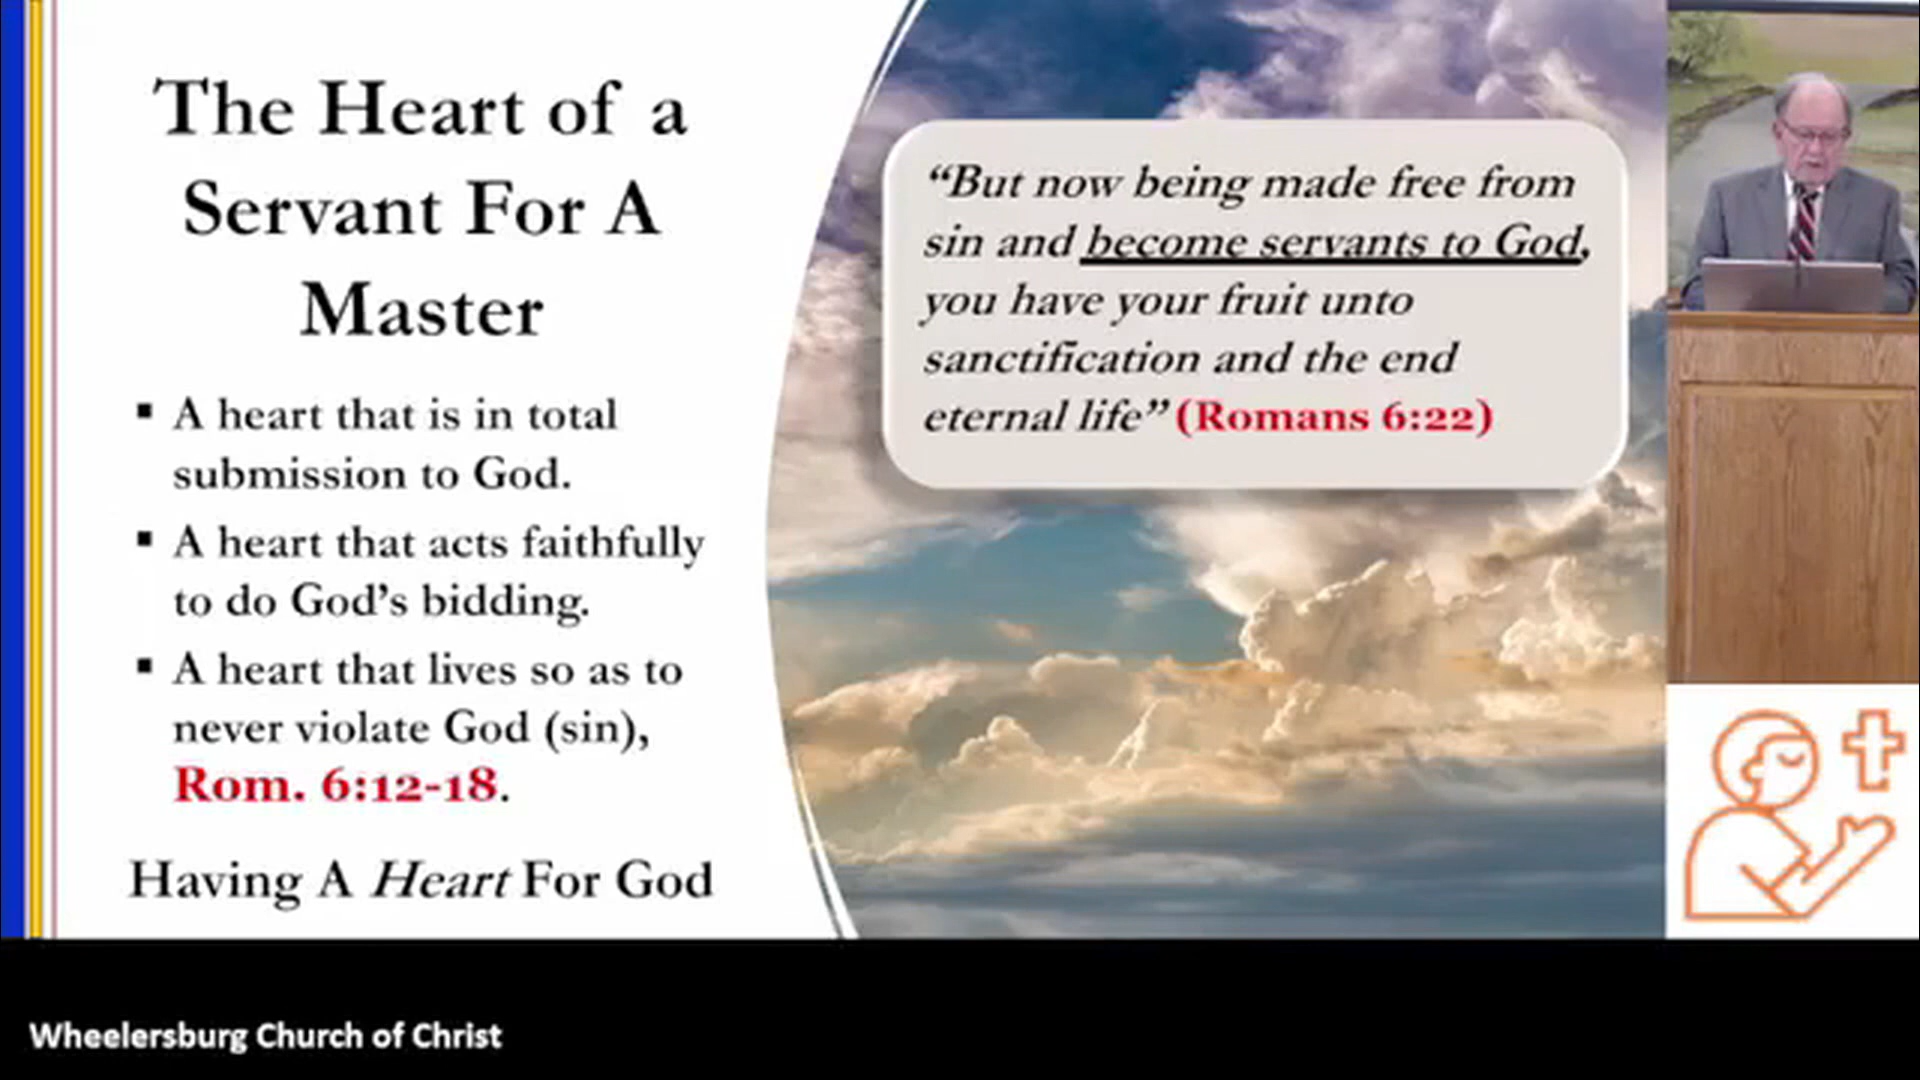 The Heart of a
Servant For A
Master
▪ A heart that is in total
submission to God.
▪ A heart that acts faithfully
to do God's bidding.
▪ A heart that lives so as to
never violate God (sin),
Rom. 6:12-18.
Having A Heart For God
“But now being made free from
sin and become servants to God,
you have your fruit unto
sanctification and the end
eternal life” (Romans 6:22)
Wheelersburg Church of Christ